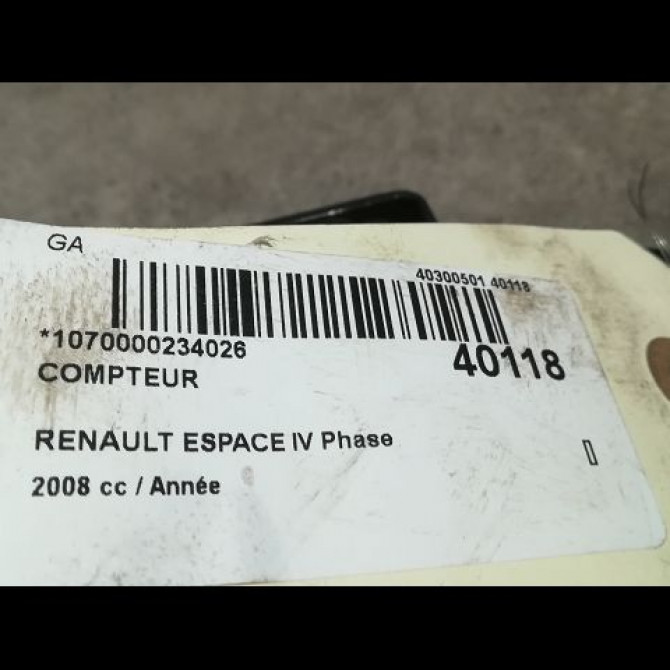 GA
40300501 40118
*1070000234026
40118
COMPTEUR
RENAULT ESPACE IV Phase
2008 cc / Année